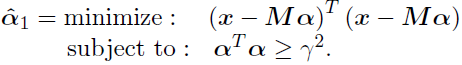 α̂₁ = minimize : (x − Mα)ᵀ (x − Mα)
subject to : αᵀα ≥ γ².